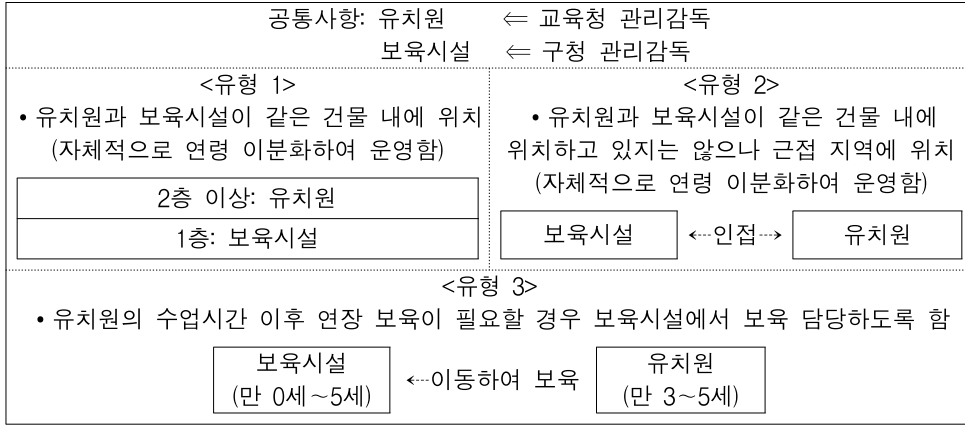 공통사항: 유치원 ⇐ 교육청 관리감독
보육시설 ⇐ 구청 관리감독
<유형 1>
• 유치원과 보육시설이 같은 건물 내에 위치
(자체적으로 연령 이분화하여 운영함)
2층 이상: 유치원
1층: 보육시설
<유형 2>
• 유치원과 보육시설이 같은 건물 내에
위치하고 있지는 않으나 근접 지역에 위치
(자체적으로 연령 이분화하여 운영함)
보육시설 ←인접→ 유치원
<유형 3>
• 유치원의 수업시간 이후 연장 보육이 필요할 경우 보육시설에서 보육 담당하도록 함
보육시설
(만 0세～5세)
←이동하여 보육
유치원
(만 3～5세)